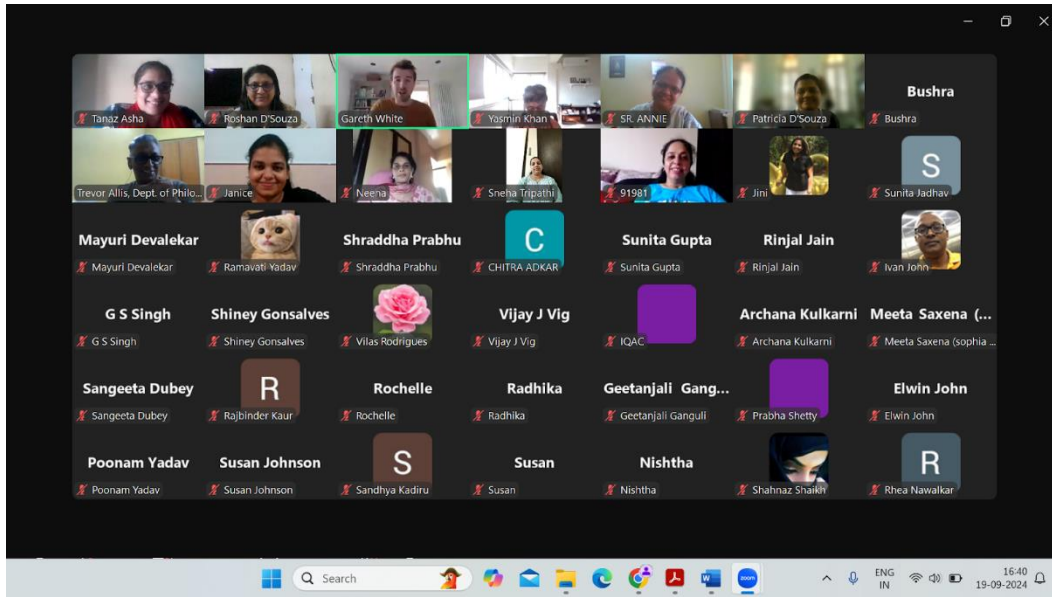 Tanaz Asha
Roshan D'Souza
Gareth White
Yasmin Khan
SR. ANNIE
Patricia D'Souza
Bushra
Bushra
Trevor Allis, Dept. of Philo...
Janice
Neena
Sneha Tripathi
91981
Jini
S
Sunita Jadhav
Mayuri Devalekar
Mayuri Devalekar
Ramavati Yadav
Shraddha Prabhu
Shraddha Prabhu
C
CHITRA ADKAR
Sunita Gupta
Sunita Gupta
Rinjal Jain
Rinjal Jain
Ivan John
G S Singh
G S Singh
Shiney Gonsalves
Shiney Gonsalves
Vilas Rodrigues
Vijay J Vig
Vijay J Vig
IQAC
Archana Kulkarni
Archana Kulkarni
Meeta Saxena (...
Meeta Saxena (sophia ...
Sangeeta Dubey
Sangeeta Dubey
R
Rajbinder Kaur
Rochelle
Rochelle
Radhika
Radhika
Geetanjali Gang...
Geetanjali Ganguli
Prabha Shetty
Elwin John
Elwin John
Poonam Yadav
Poonam Yadav
Susan Johnson
Susan Johnson
S
Sandhya Kadiru
Susan
Susan
Nishtha
Nishtha
Shahnaz Shaikh
R
Rhea Nawalkar
Search
zoom
ENG
IN
16:40
19-09-2024